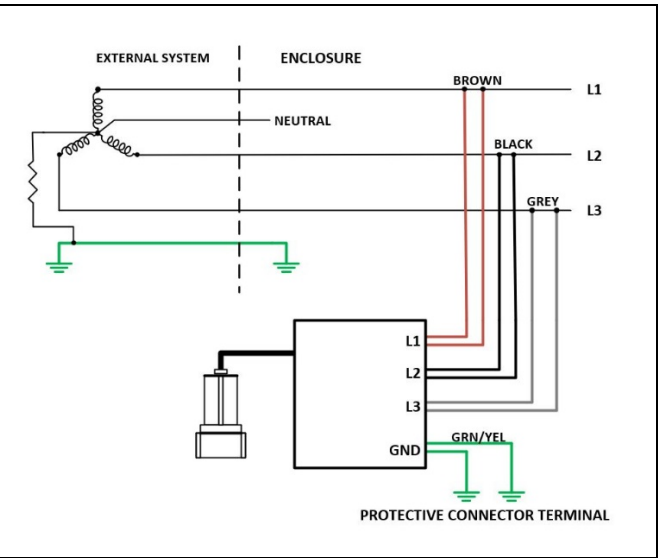 EXTERNAL SYSTEM
ENCLOSURE
BROWN
L1
NEUTRAL
BLACK
L2
GREY
L3
L1
L2
L3
GRN/YEL
GND
PROTECTIVE CONNECTOR TERMINAL